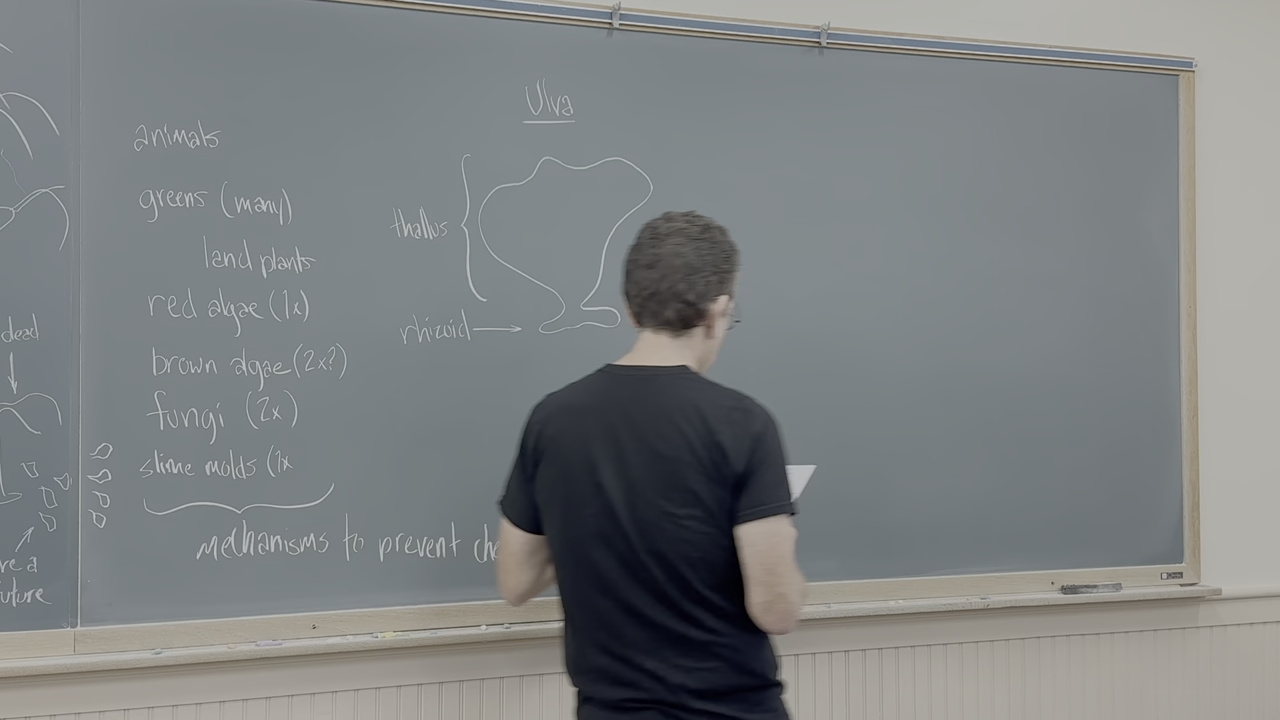 dead
animals
greens (many)
land plants
red algae (1x)
brown algae (2x?)
fungi (2x)
slime molds (1x
mechanisms to prevent
Ulva
thallus
rhizoid